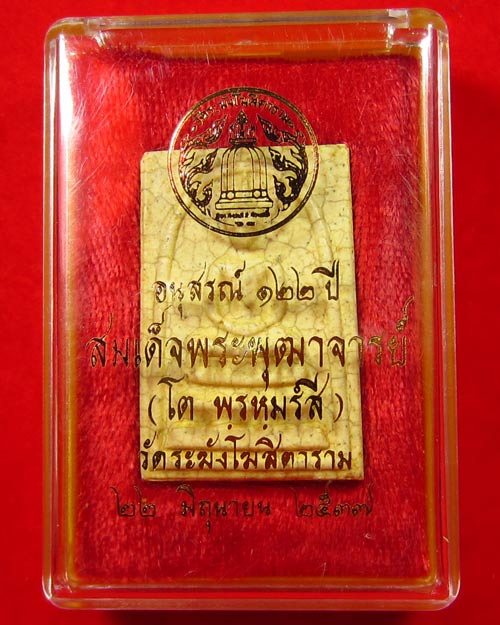 อนุสรณ์ ๑๒๒ ปี
สมเด็จพระพุฒาจารย์
(โต พฺรหฺมรํสี)
วัดระฆังโฆสิตาราม
๒๒ มิถุนายน ๒๕๓๗